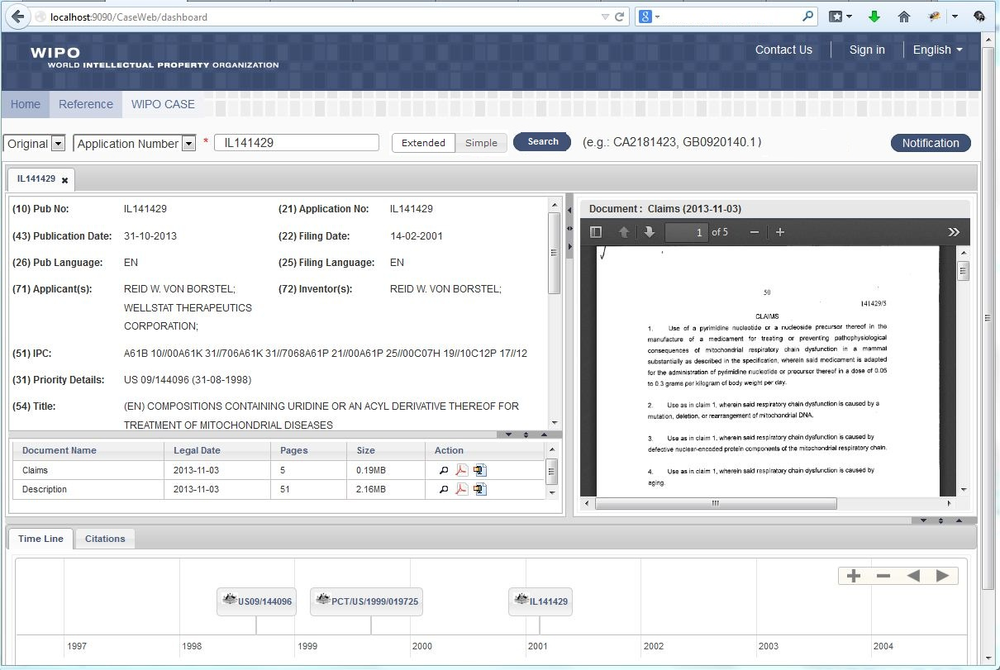 localhost:9090/CaseWeb/dashboard
8
WIPO
WORLD INTELLECTUAL PROPERTY ORGANIZATION
Contact Us
Sign in
English
Home
Reference
WIPO CASE
Original
Application Number
*
IL141429
Extended
Simple
Search
(e.g.: CA2181423, GB0920140.1)
Notification
IL141429
(10) Pub No: IL141429 (21) Application No: IL141429
(43) Publication Date: 31-10-2013 (22) Filing Date: 14-02-2001
(26) Pub Language: EN (25) Filing Language: EN
(71) Applicant(s): REID W. VON BORSTEL; (72) Inventor(s): REID W. VON BORSTEL;
WELLSTAT THERAPEUTICS
CORPORATION;
(51) IPC: A61B 10//00A61K 31//706A61K 31//7068A61P 21//00A61P 25//00C07H 19//10C12P 17//12
(31) Priority Details: US 09/144096 (31-08-1998)
(54) Title: (EN) COMPOSITIONS CONTAINING URIDINE OR AN ACYL DERIVATIVE THEREOF FOR
TREATMENT OF MITOCHONDRIAL DISEASES
Document Name Legal Date Pages Size Action
Claims 2013-11-03 5 0.19MB
Description 2013-11-03 51 2.16MB
Document : Claims (2013-11-03)
1 of 5
50
141429/5
CLAIMS
1. Use of a pyrimidine nucleotide or a nucleoside precursor thereof in the
manufacture of a medicament for treating or preventing pathophysiological
consequences of mitochondrial respiratory chain dysfunction in a mammal
substantially as described in the specification, wherein said medicament is adapted
for the administration of pyrimidine nucleotide or precursor thereof in a dose of 0.05
to 0.3 grams per kilogram of body weight per day.
2. Use as in claim 1, wherein said respiratory chain dysfunction is caused by a
mutation, deletion, or rearrangement of mitochondrial DNA.
3. Use as in claim 1, wherein said respiratory chain dysfunction is caused by
defective nuclear-encoded protein components of the mitochondrial respiratory chain.
4. Use as in claim 1, wherein said respiratory chain dysfunction is caused by
aging.
Time Line
Citations
US09/144096
PCT/US/1999/019725
IL141429
1997 1998 1999 2000 2001 2002 2003 2004